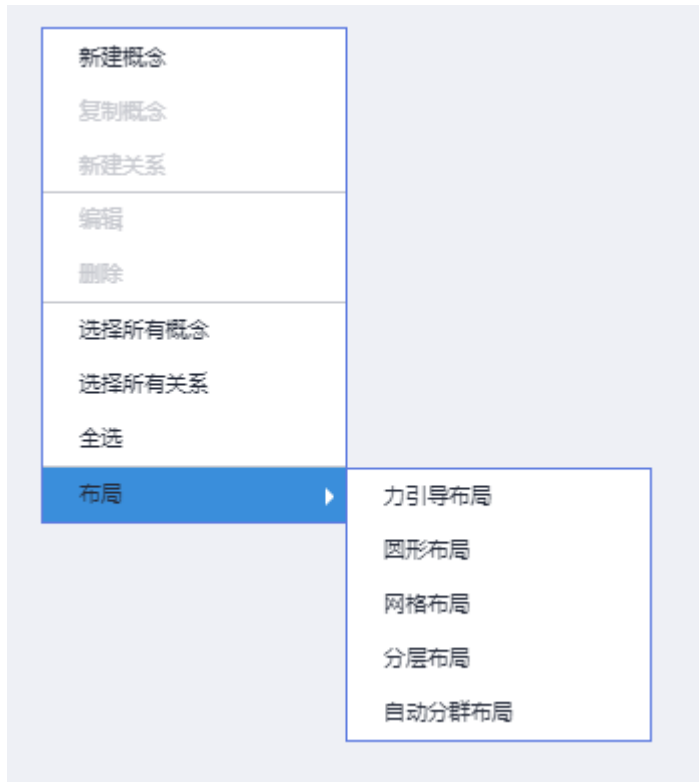 新建概念
复制概念
新建关系
编辑
删除
选择所有概念
选择所有关系
全选
布局
力引导布局
圆形布局
网格布局
分层布局
自动分群布局